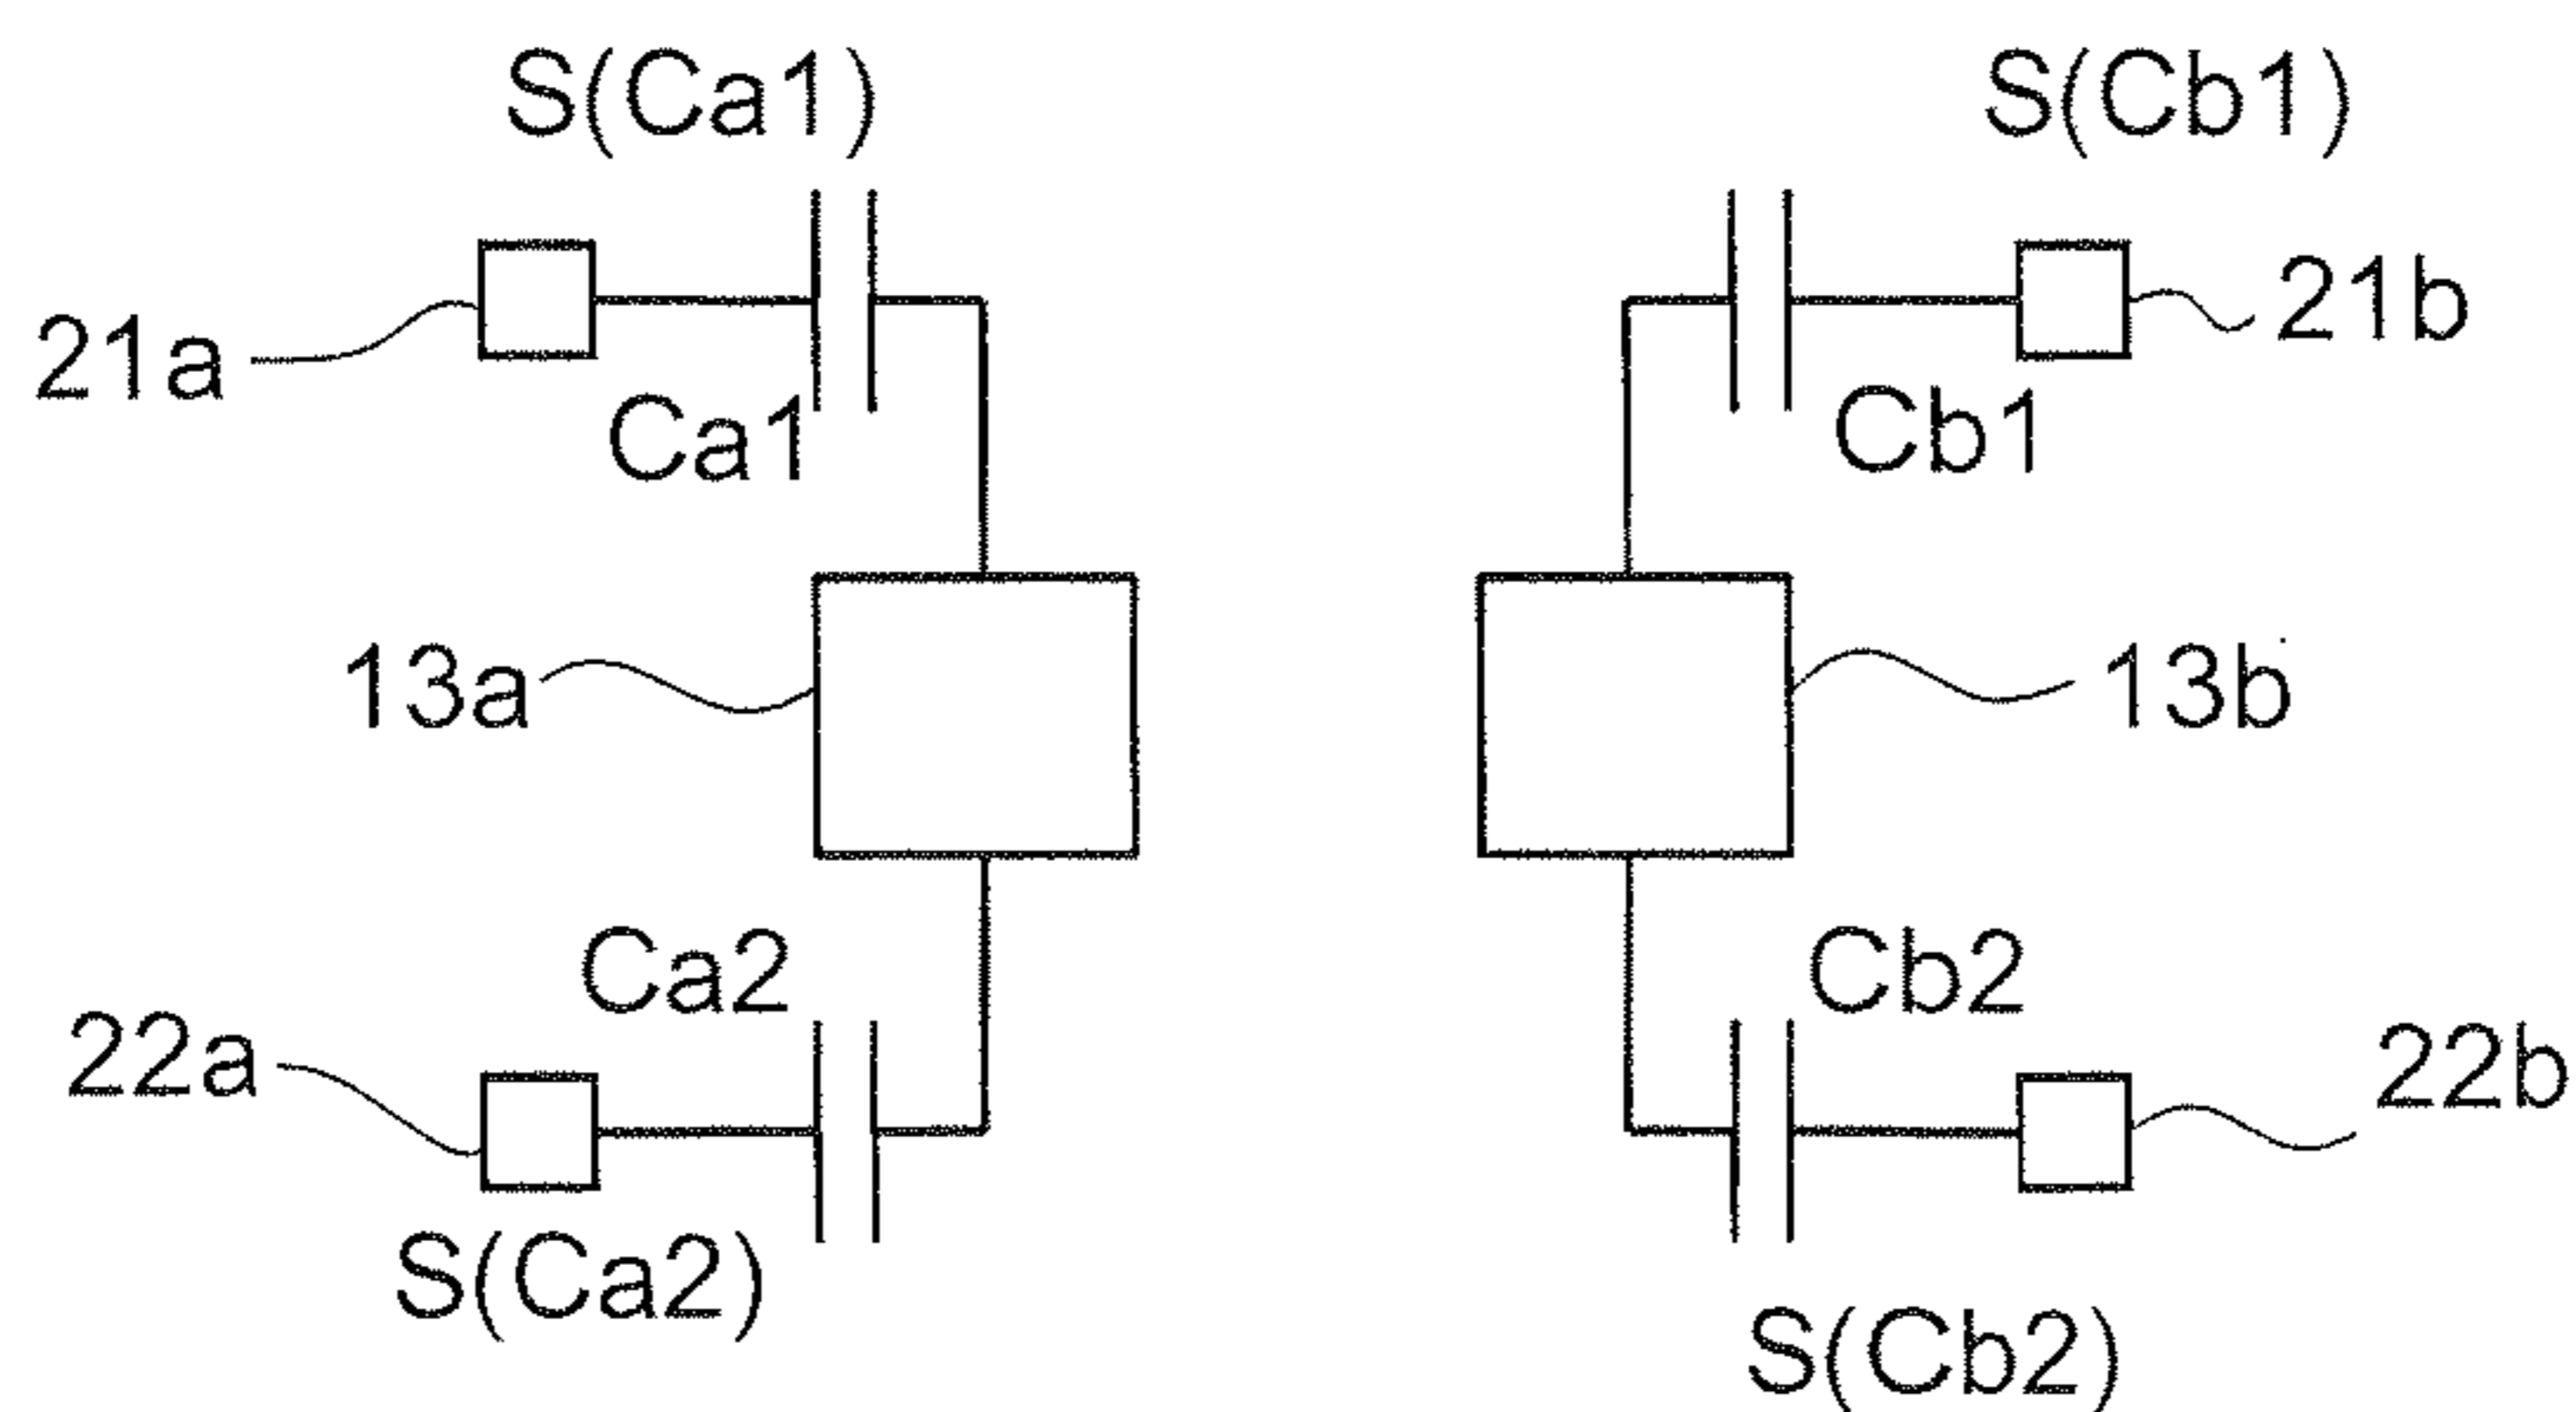 S(Ca1)
S(Cb1)
21a
21b
Ca1
Cb1
13a
13b
Ca2
Cb2
22a
22b
S(Ca2)
S(Cb2)